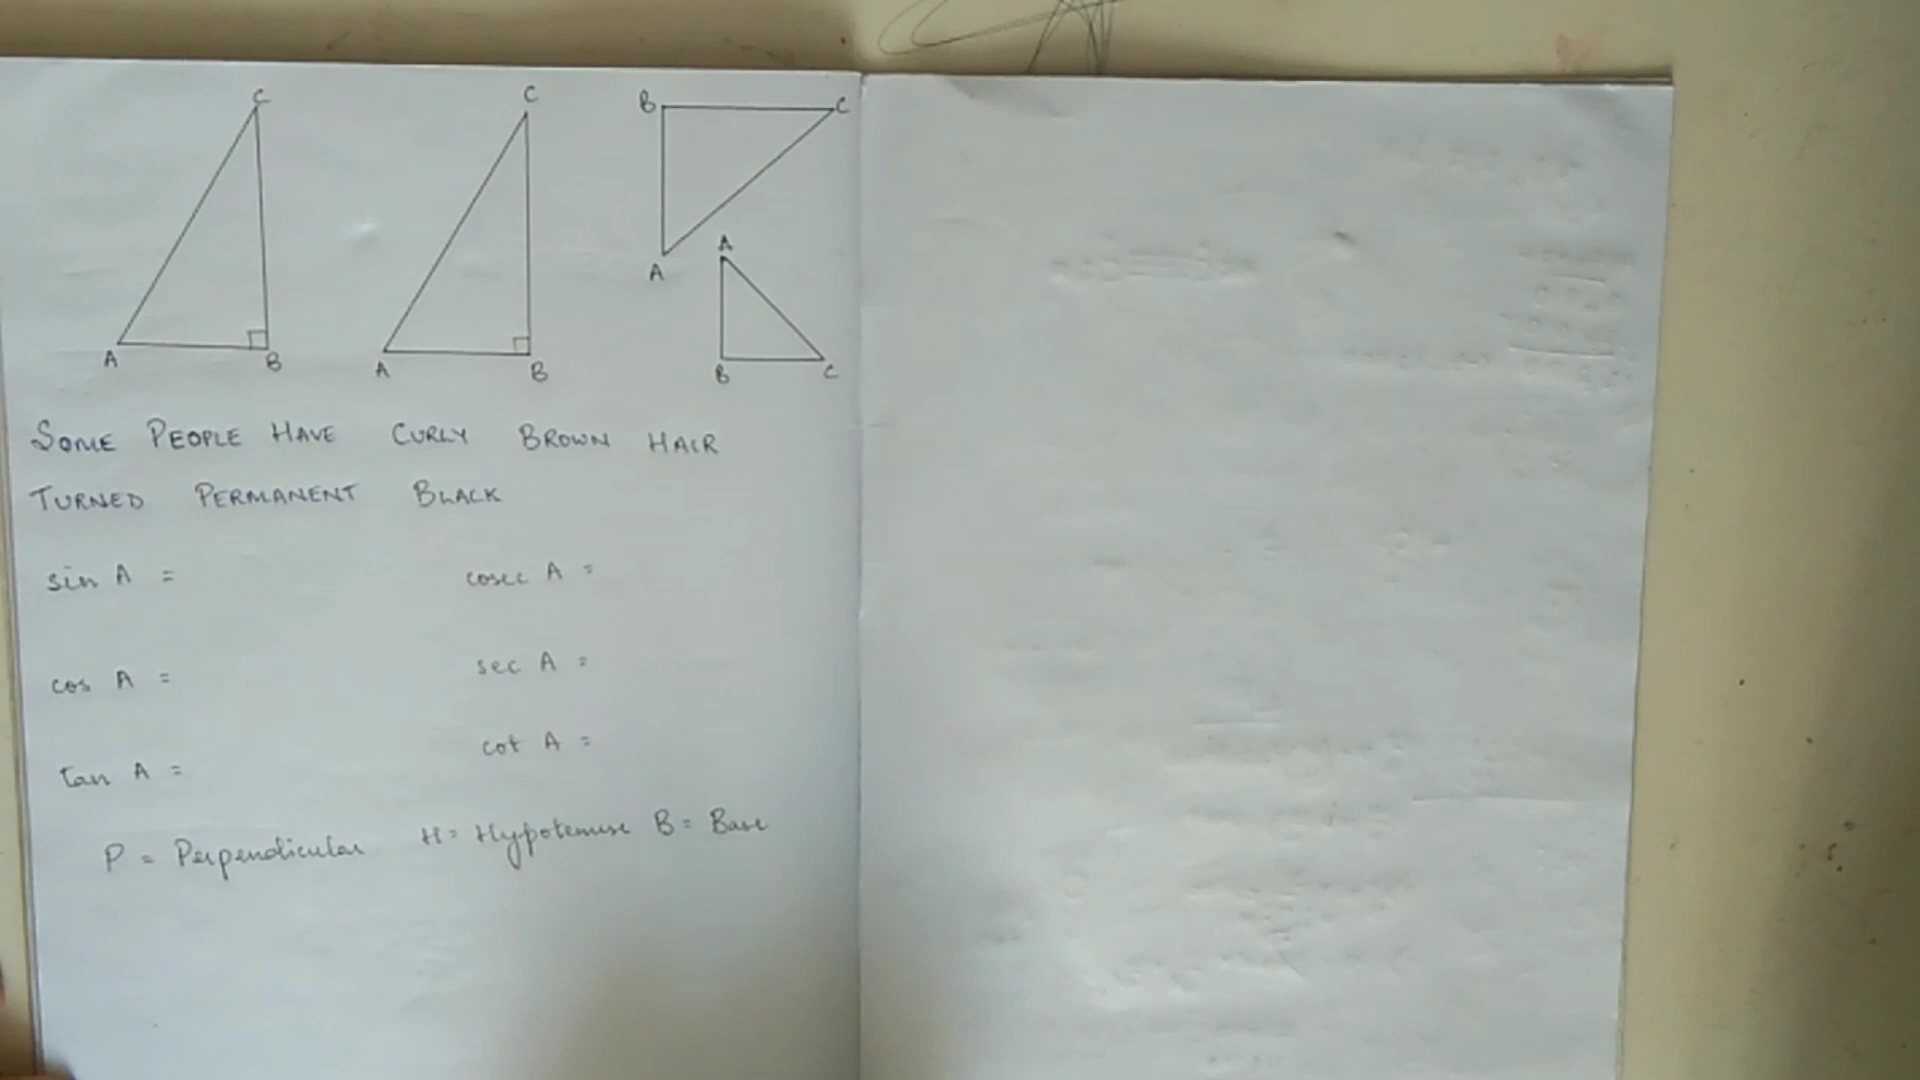 C
C
B
C
A
A
A
B
A
B
B
C
SOME PEOPLE HAVE CURLY BROWN HAIR
TURNED PERMANENT BLACK
sin A =
cosec A =
cos A =
sec A =
tan A =
cot A =
P = Perpendicular H = Hypotenuse B = Base